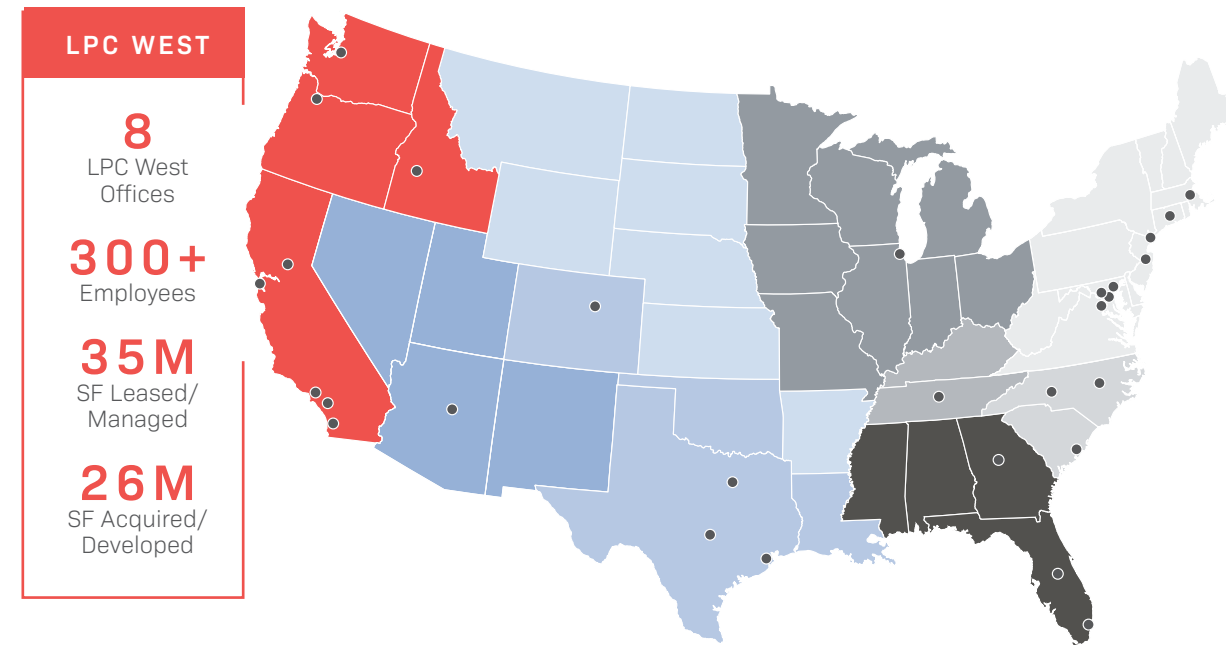 LPC WEST
8
LPC West
Offices
300+
Employees
35M
SF Leased/
Managed
26M
SF Acquired/
Developed